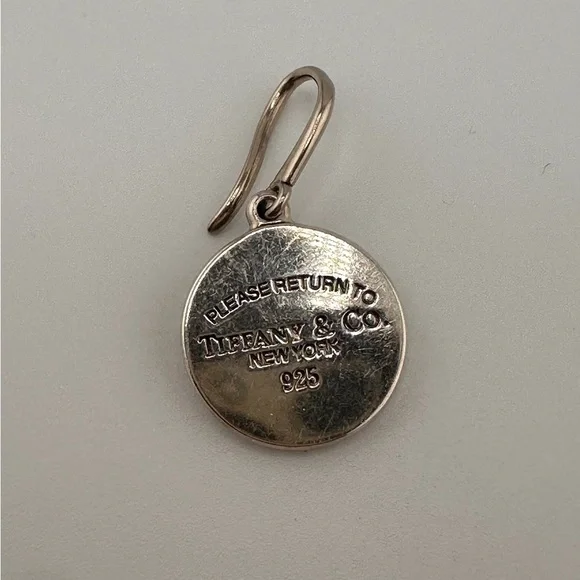 PLEASE RETURN TO
TIFFANY & CO.
NEW YORK
925